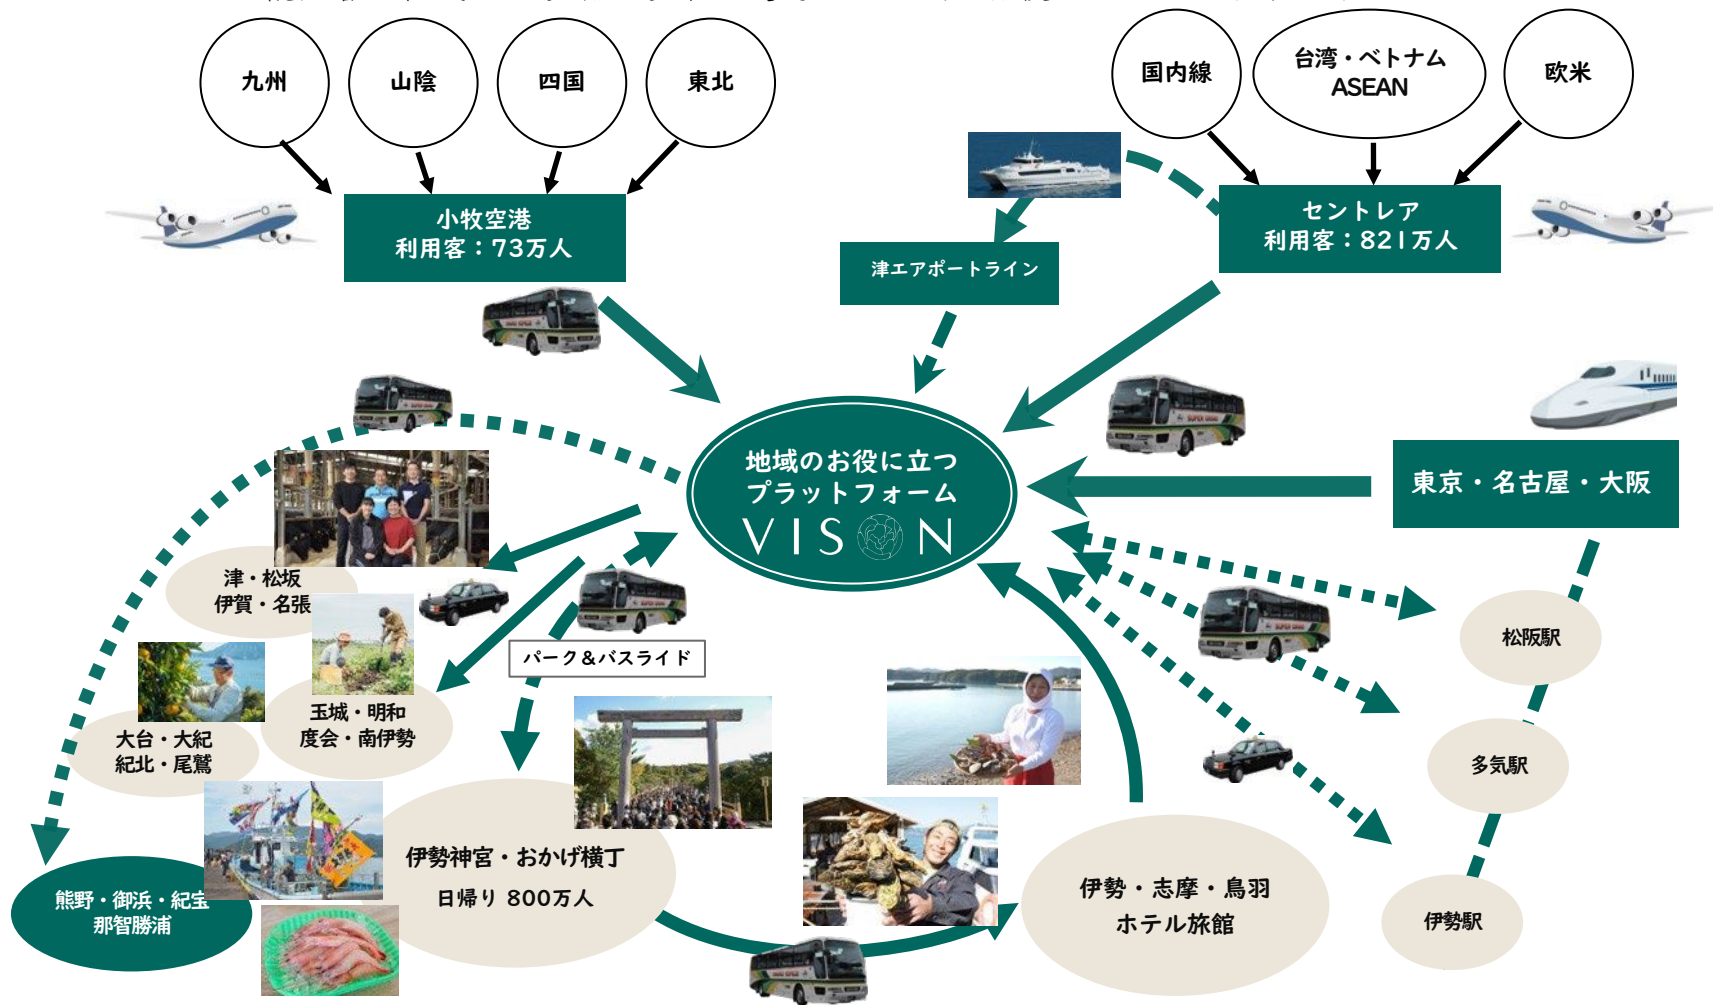 九州
山陰
四国
東北
国内線
台湾・ベトナム
ASEAN
欧米
小牧空港
利用客：73万人
セントレア
利用客：821万人
津エアポートライン
地域のお役に立つ
プラットフォーム
VISON
東京・名古屋・大阪
津・松坂
伊賀・名張
パーク＆バスライド
松阪駅
玉城・明和
度会・南伊勢
大台・大紀
紀北・尾鷲
多気駅
伊勢神宮・おかげ横丁
日帰り 800万人
伊勢・志摩・鳥羽
ホテル旅館
熊野・御浜・紀宝
那智勝浦
伊勢駅